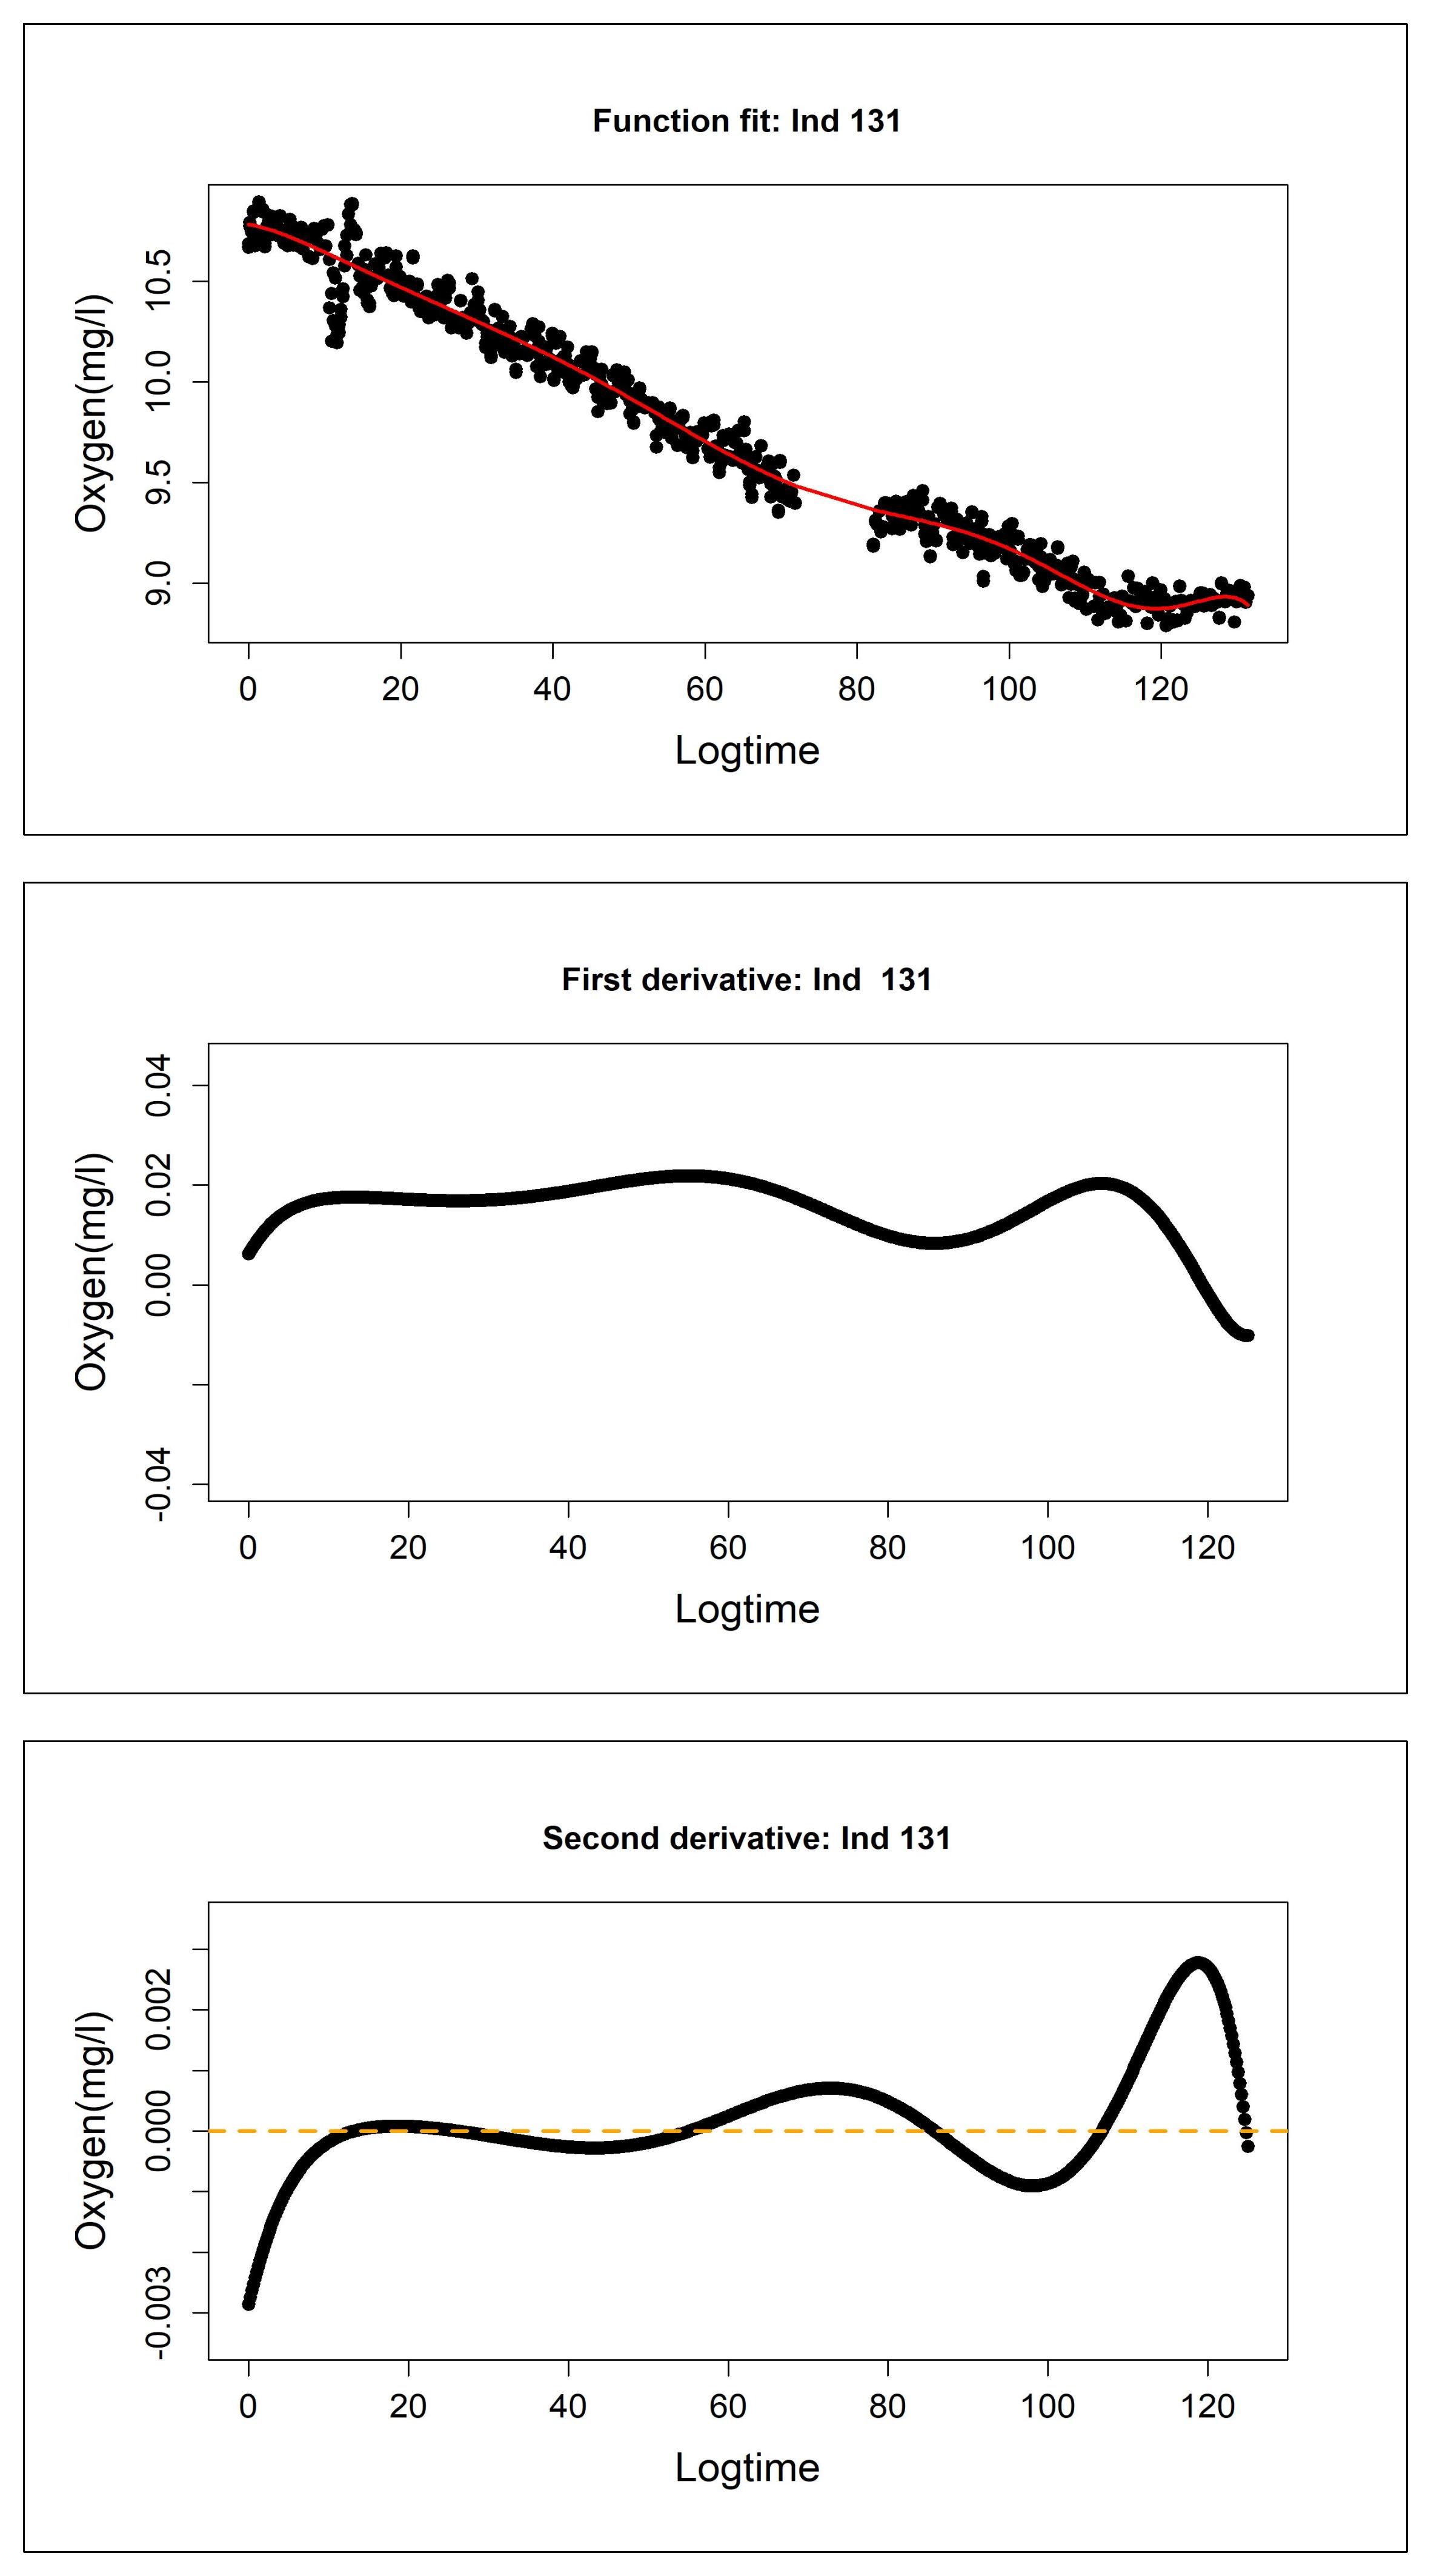 Function fit: Ind 131
Oxygen(mg/l)
10.5
10.0
9.5
9.0
0 20 40 60 80 100 120
Logtime
First derivative: Ind  131
Oxygen(mg/l)
0.04
0.02
0.00
-0.04
0 20 40 60 80 100 120
Logtime
Second derivative: Ind 131
Oxygen(mg/l)
0.002
0.000
-0.003
0 20 40 60 80 100 120
Logtime